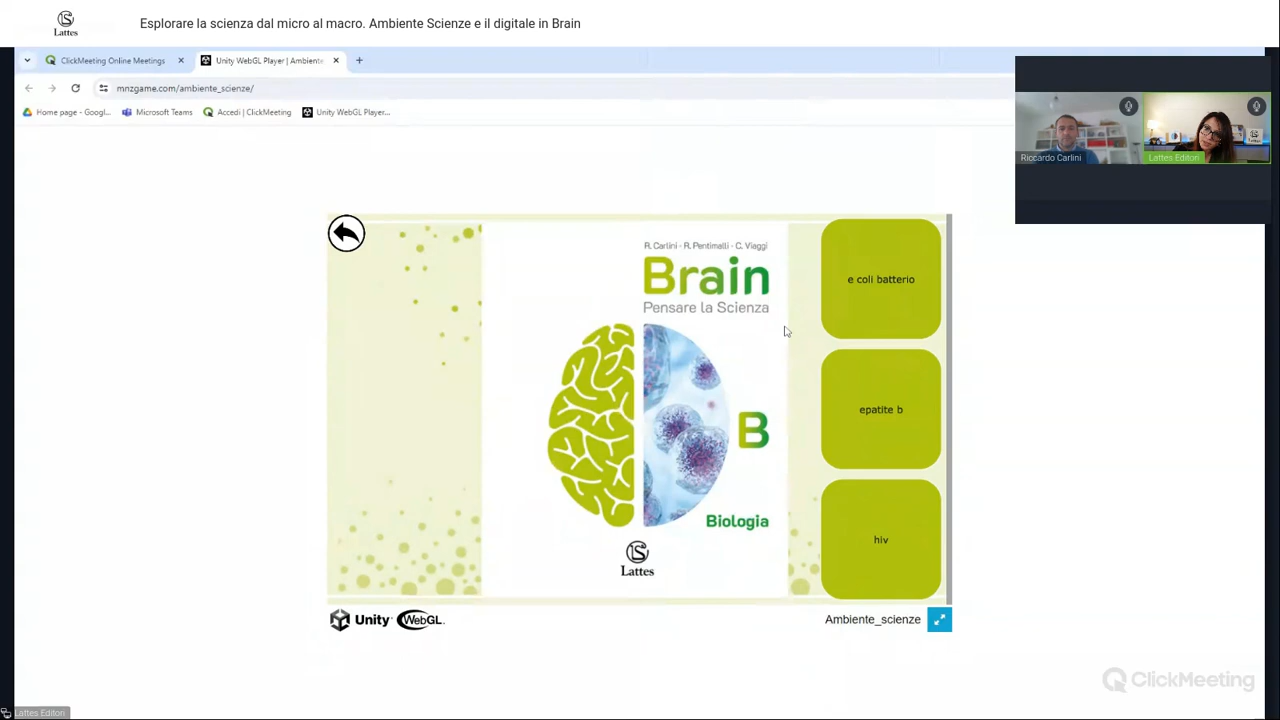 Lattes
Esplorare la scienza dal micro al macro. Ambiente Scienze e il digitale in Brain
ClickMeeting Online Meetings
Unity WebGL Player | Ambiente
mnzgame.com/ambiente_scienze/
Home page - Googl...
Microsoft Teams
Accedi | ClickMeeting
Unity WebGL Player...
Riccardo Carlini
Lattes Editori
R. Carlini - R. Pentimalli - C. Viaggi
Brain
Pensare la Scienza
B
Biologia
Lattes
e coli batterio
epatite b
hiv
Unity
WebGL
Ambiente_scienze
ClickMeeting
Lattes Editori